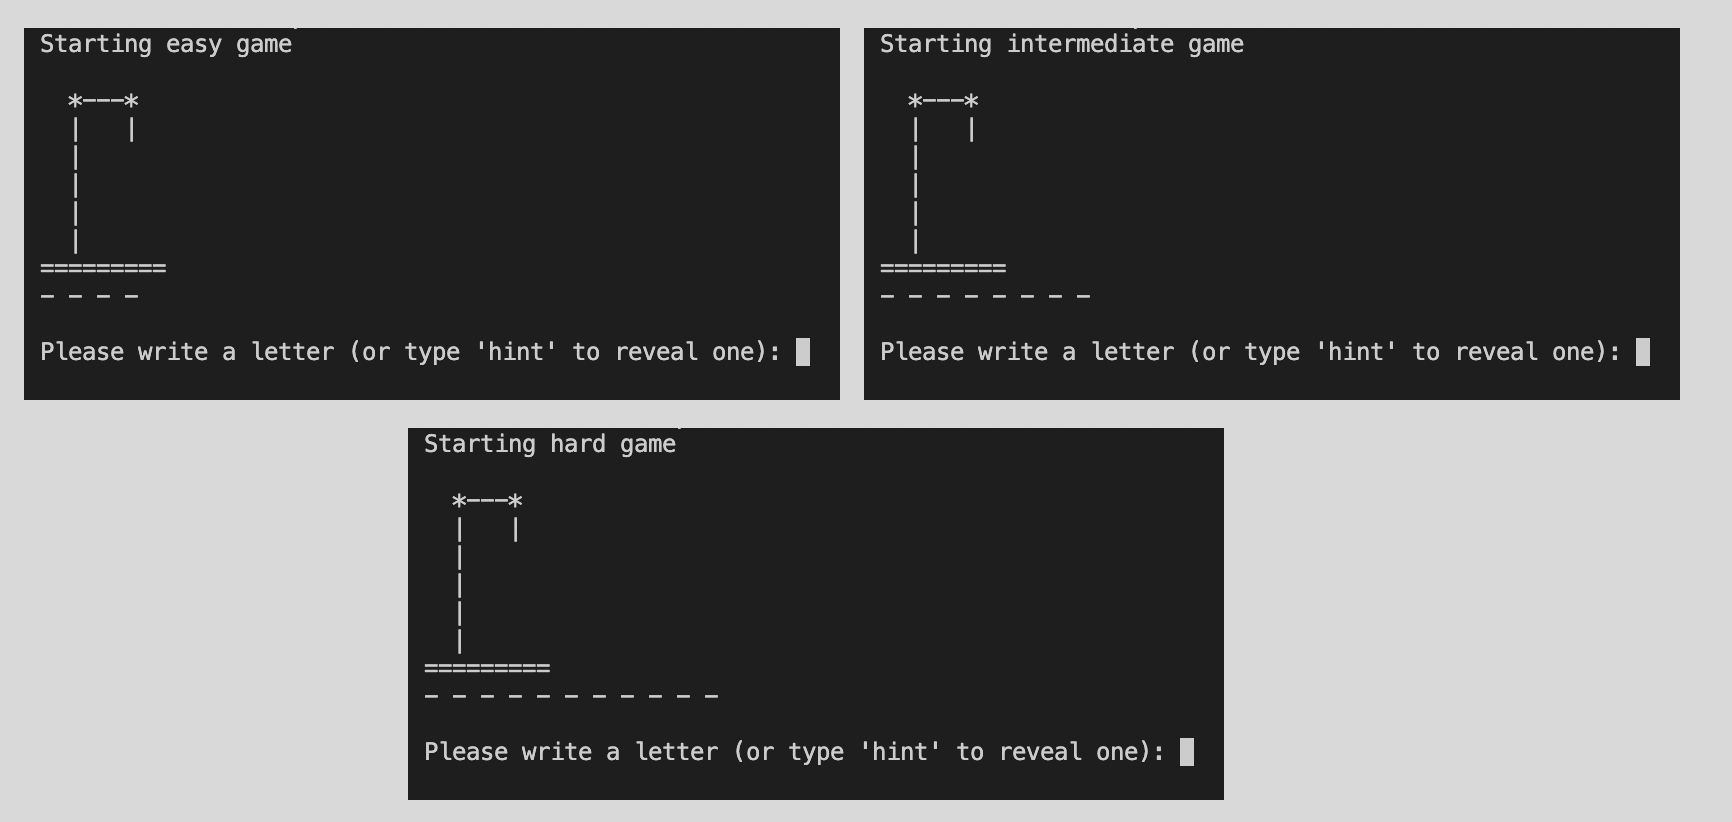 Starting easy game
  *---*
  |   |
  |
  |
  |
  |
=========
- - - -
Please write a letter (or type 'hint' to reveal one):
Starting intermediate game
  *---*
  |   |
  |
  |
  |
  |
=========
- - - - - - - -
Please write a letter (or type 'hint' to reveal one):
Starting hard game
  *---*
  |   |
  |
  |
  |
  |
=========
- - - - - - - - - - -
Please write a letter (or type 'hint' to reveal one):